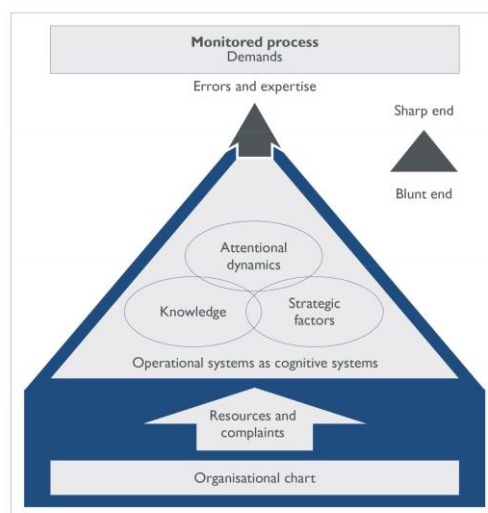 Monitored process
Demands
Errors and expertise
Sharp end
Blunt end
Attentional
dynamics
Knowledge
Strategic
factors
Operational systems as cognitive systems
Resources and
complaints
Organisational chart